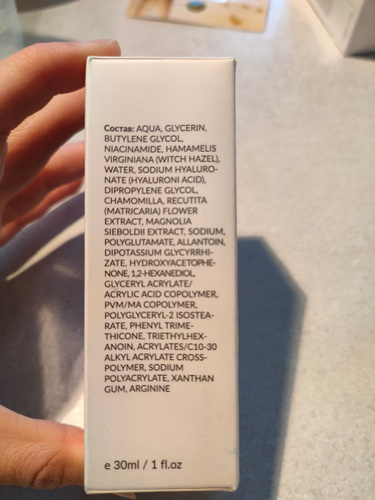 Состав: AQUA, GLYCERIN,
BUTYLENE GLYCOL,
NIACINAMIDE, HAMAMELIS
VIRGINIANA (WITCH HAZEL),
WATER, SODIUM HYALURO-
NATE (HYALURONI ACID),
DIPROPYLENE GLYCOL,
CHAMOMILLA, RECUTITA
(MATRICARIA) FLOWER
EXTRACT, MAGNOLIA
SIEBOLDII EXTRACT, SODIUM,
POLYGLUTAMATE, ALLANTOIN,
DIPOTASSIUM GLYCYRRHI-
ZATE, HYDROXYACETOPHE-
NONE, 1,2-HEXANEDIOL,
GLYCERYL ACRYLATE/
ACRYLIC ACID COPOLYMER,
PVM/MA COPOLYMER,
POLYGLYCERYL-2 ISOSTEA-
RATE, PHENYL TRIME-
THICONE, TRIETHYLHEX-
ANOIN, ACRYLATES/C10-30
ALKYL ACRYLATE CROSS-
POLYMER, SODIUM
POLYACRYLATE, XANTHAN
GUM, ARGININE
e 30ml / 1 fl.oz